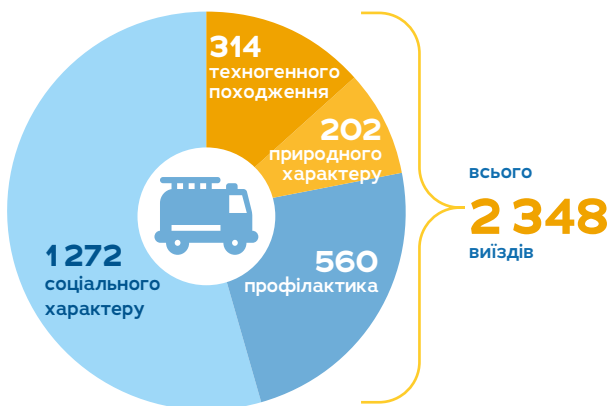 314
техногенного
походження
202
природного
характеру
560
профілактика
1 272
соціального
характеру
всього
2 348
виїздів